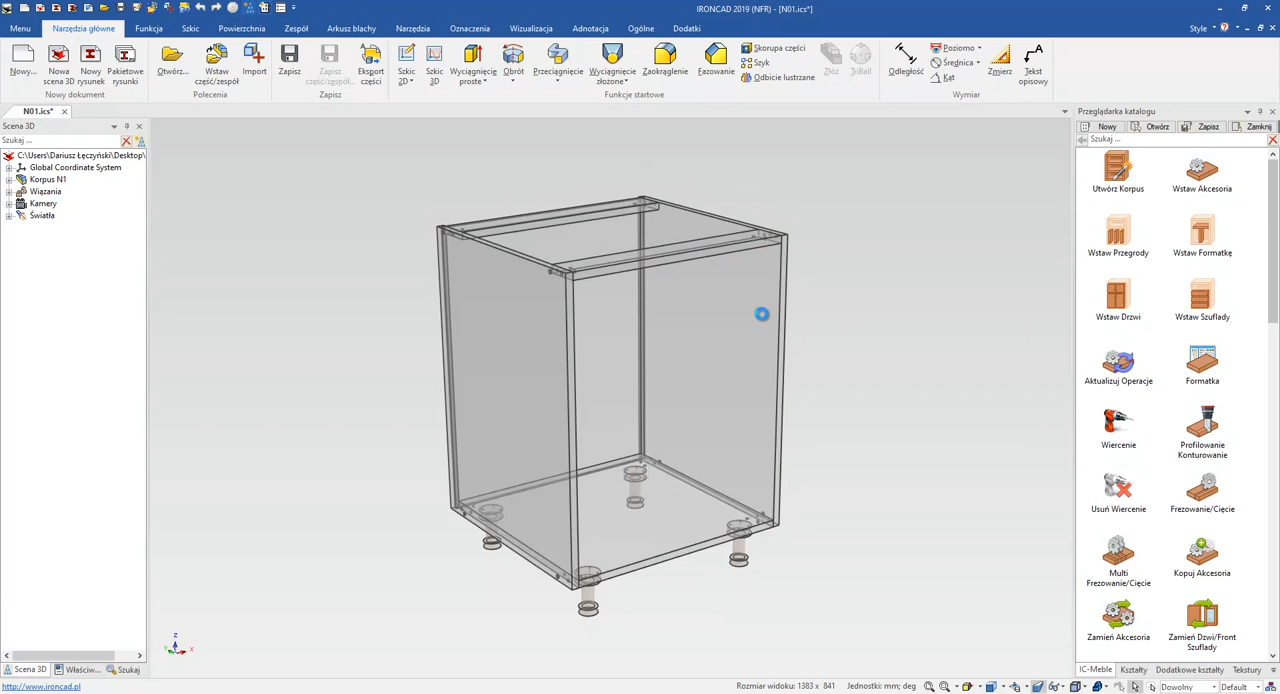 IRONCAD 2019 (NFR) - [N01.ics*]
Menu Narzędzia główne Funkcja Szkic Powierzchnia Arkusz blachy Zespół Narzędzia Oznaczenia Wizualizacja Adnotacja Ogólne Dodatki Style
Nowy... Nowa scena 3D Nowy rysunek Pakietowe rysunki
Nowy dokument
Otwórz... Wstaw część/zespół... Import
Polecenia
Zapisz Zapisz część/zespół... Eksport części
Zapisz
Szkic 2D Szkic 3D Wyciągnięcie proste Obrót Przeciągnięcie Wyciągnięcie złożone Zaokrąglenie Fazowanie
Skorupa części
Szyk
Odbicie lustrzane
Złóż TriBall
Funkcje startowe
Odległość
Poziomo
Średnica
Kąt
Zmierz Tekst opisowy
Wymiar
N01.ics*
Scena 3D
Szukaj ...
C:\Users\Dariusz Łęczyński\Desktop\
Global Coordinate System
Korpus N1
Wiązania
Kamery
Światła
Z
Y X
Przeglądarka katalogu
Nowy Otwórz Zapisz Zamknij
Szukaj ...
Utwórz Korpus Wstaw Akcesoria
Wstaw Przegrody Wstaw Formatkę
Wstaw Drzwi Wstaw Szuflady
Aktualizuj Operacje Formatka
Wiercenie Profilowanie Konturowanie
Usuń Wiercenie Frezowanie/Cięcie
Multi Frezowanie/Cięcie Kopuj Akcesoria
Zamień Akcesoria Zamień Drzwi/Front Szuflady
IC-Meble Kształty Dodatkowe kształty Tekstury
Scena 3D Właściw... Szukaj
http://www.ironcad.pl
Rozmiar widoku: 1383 x 841 Jednostki: mm; deg Dowolny Default